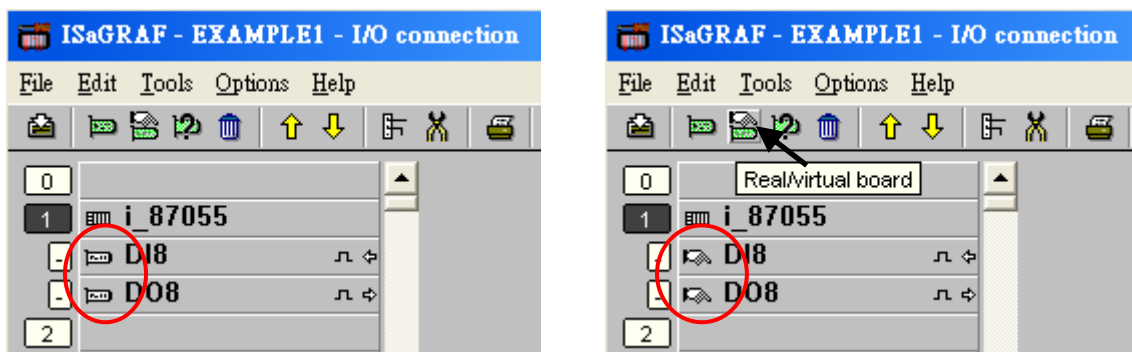 ISaGRAF - EXAMPLE1 - I/O connection
File Edit Tools Options Help
0
1 i_87055
- DI8
- DO8
2
ISaGRAF - EXAMPLE1 - I/O connection
File Edit Tools Options Help
Real/virtual board
0
1 i_87055
- DI8
- DO8
2